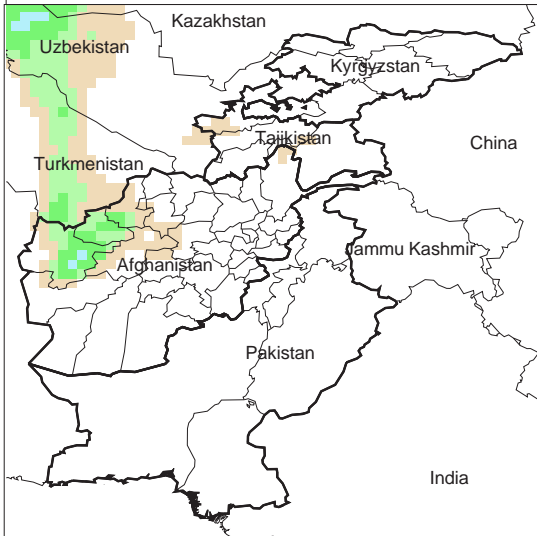 Kazakhstan
Uzbekistan
Kyrgyzstan
Tajikistan
China
Turkmenistan
Jammu Kashmir
Afghanistan
Pakistan
India